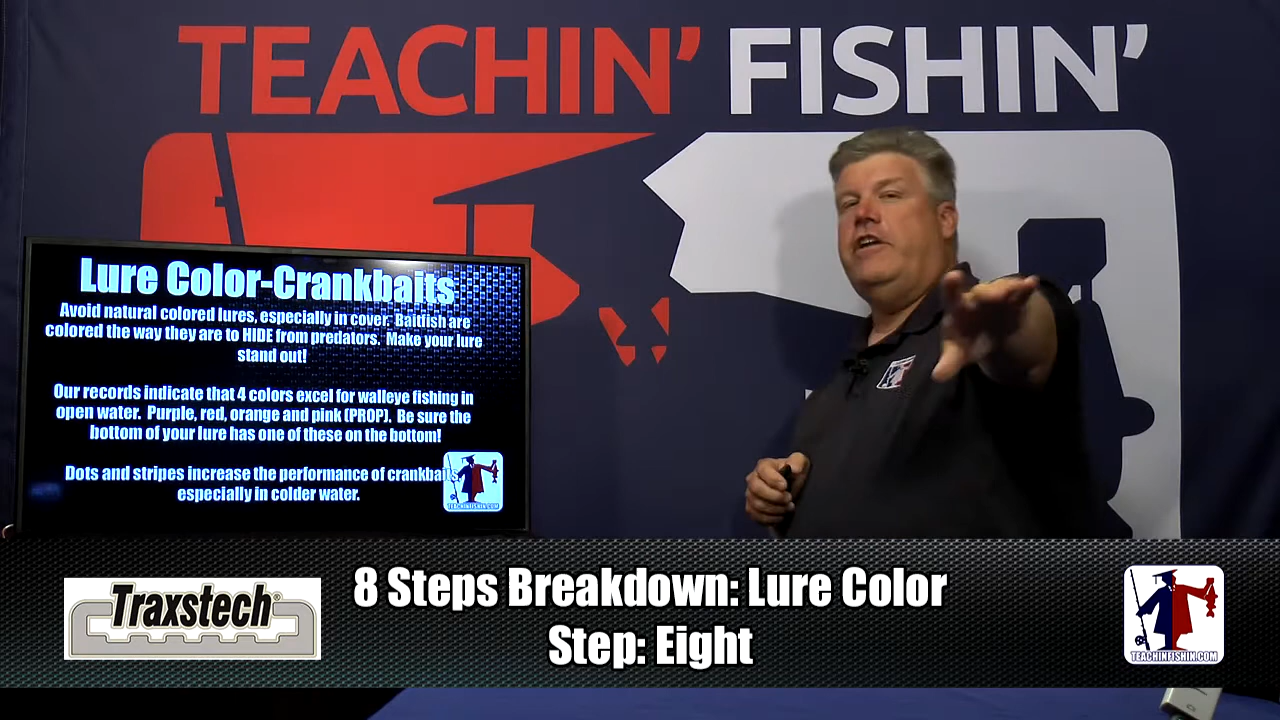 TEACHIN' FISHIN'
Lure Color-Crankbaits
Avoid natural colored lures, especially in cover. Baitfish are
colored the way they are to HIDE from predators. Make your lure
stand out!
Our records indicate that 4 colors excel for walleye fishing in
open water. Purple, red, orange and pink (PROP). Be sure the
bottom of your lure has one of these on the bottom!
Dots and stripes increase the performance of crankbaits,
especially in colder water.
TEACHINFISHIN.COM
Traxstech®
8 Steps Breakdown: Lure Color
Step: Eight
TEACHINFISHIN.COM